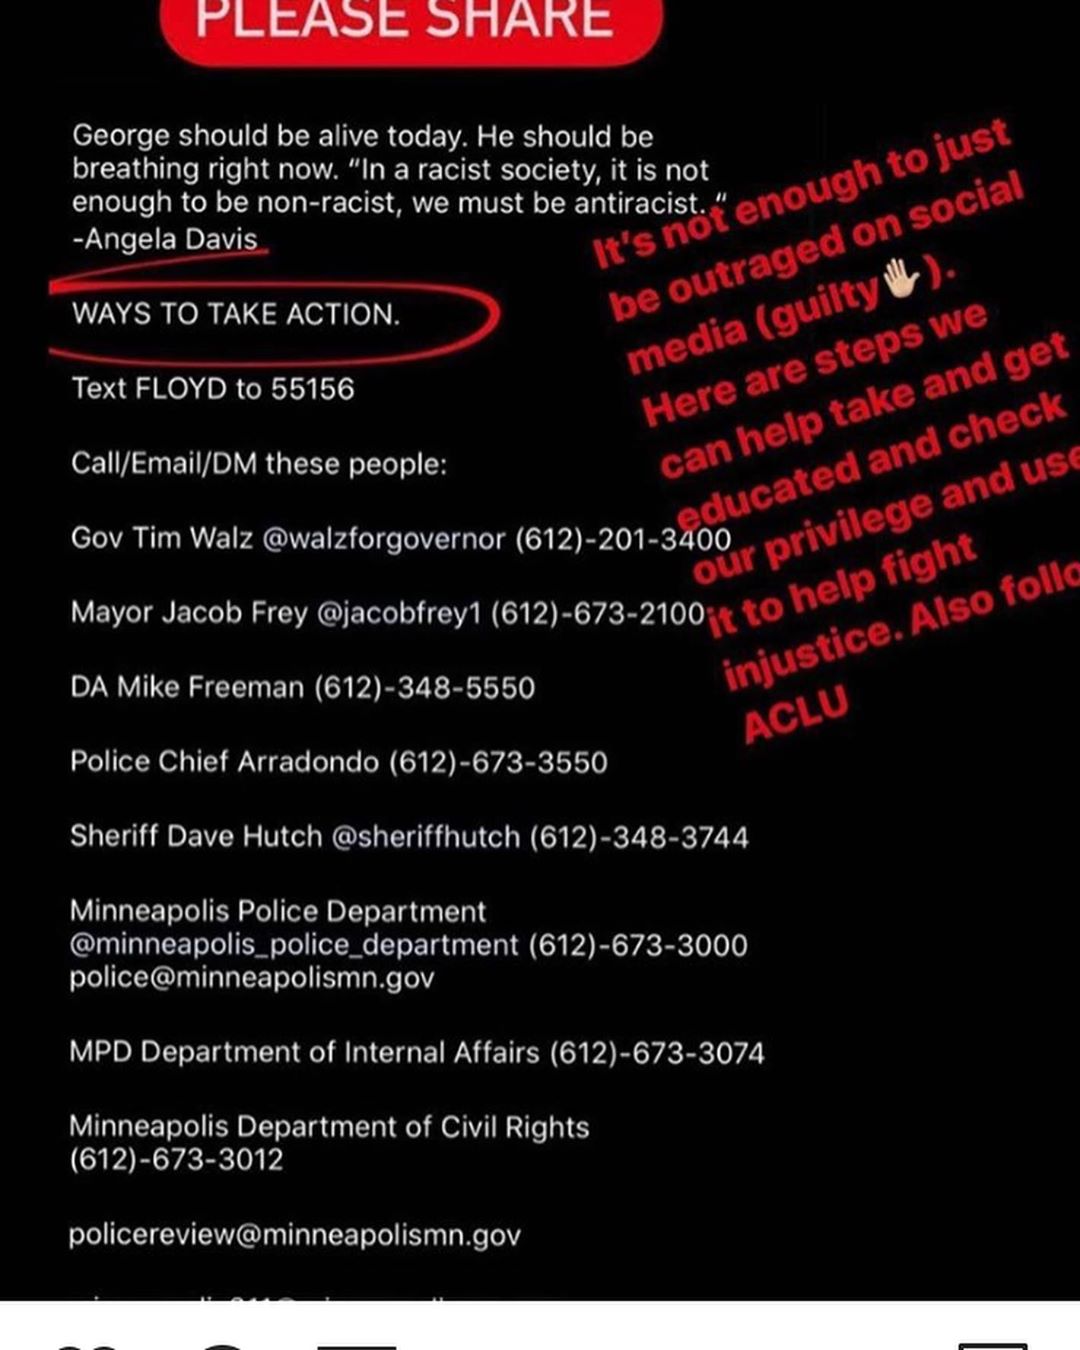 PLEASE SHARE
George should be alive today. He should be
breathing right now. “In a racist society, it is not
enough to be non-racist, we must be antiracist. “
-Angela Davis
WAYS TO TAKE ACTION.
Text FLOYD to 55156
Call/Email/DM these people:
Gov Tim Walz @walzforgovernor (612)-201-3400
Mayor Jacob Frey @jacobfrey1 (612)-673-2100
DA Mike Freeman (612)-348-5550
Police Chief Arradondo (612)-673-3550
Sheriff Dave Hutch @sheriffhutch (612)-348-3744
Minneapolis Police Department
@minneapolis_police_department (612)-673-3000
police@minneapolismn.gov
MPD Department of Internal Affairs (612)-673-3074
Minneapolis Department of Civil Rights
(612)-673-3012
policereview@minneapolismn.gov
It's not enough to just
be outraged on social
media (guilty✋🏻).
Here are steps we
can help take and get
educated and check
our privilege and use
it to help fight
injustice. Also follo
ACLU